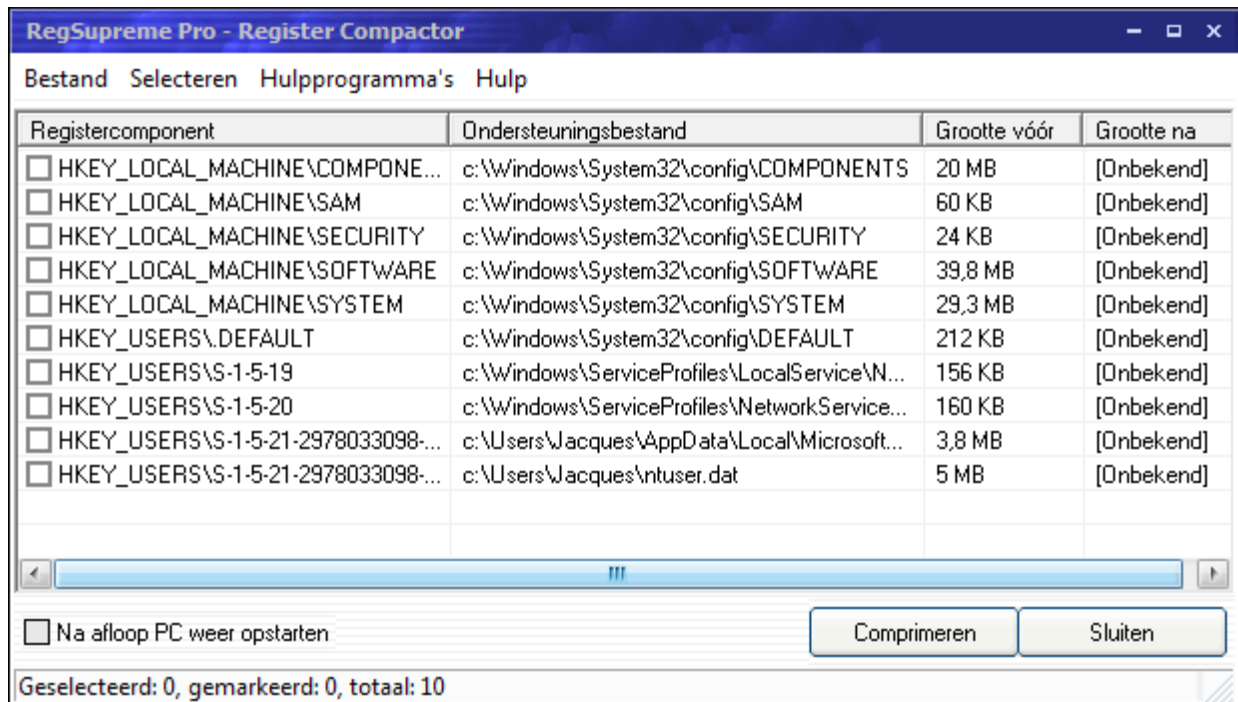 RegSupreme Pro - Register Compactor
Bestand Selecteren Hulpprogramma's Hulp
Registercomponent Ondersteuningsbestand Grootte vóór Grootte na
HKEY_LOCAL_MACHINE\COMPONE... c:\Windows\System32\config\COMPONENTS 20 MB [Onbekend]
HKEY_LOCAL_MACHINE\SAM c:\Windows\System32\config\SAM 60 KB [Onbekend]
HKEY_LOCAL_MACHINE\SECURITY c:\Windows\System32\config\SECURITY 24 KB [Onbekend]
HKEY_LOCAL_MACHINE\SOFTWARE c:\Windows\System32\config\SOFTWARE 39,8 MB [Onbekend]
HKEY_LOCAL_MACHINE\SYSTEM c:\Windows\System32\config\SYSTEM 29,3 MB [Onbekend]
HKEY_USERS\.DEFAULT c:\Windows\System32\config\DEFAULT 212 KB [Onbekend]
HKEY_USERS\S-1-5-19 c:\Windows\ServiceProfiles\LocalService\N... 156 KB [Onbekend]
HKEY_USERS\S-1-5-20 c:\Windows\ServiceProfiles\NetworkService... 160 KB [Onbekend]
HKEY_USERS\S-1-5-21-2978033098-... c:\Users\Jacques\AppData\Local\Microsoft... 3,8 MB [Onbekend]
HKEY_USERS\S-1-5-21-2978033098-... c:\Users\Jacques\ntuser.dat 5 MB [Onbekend]
Na afloop PC weer opstarten Comprimeren Sluiten
Geselecteerd: 0, gemarkeerd: 0, totaal: 10